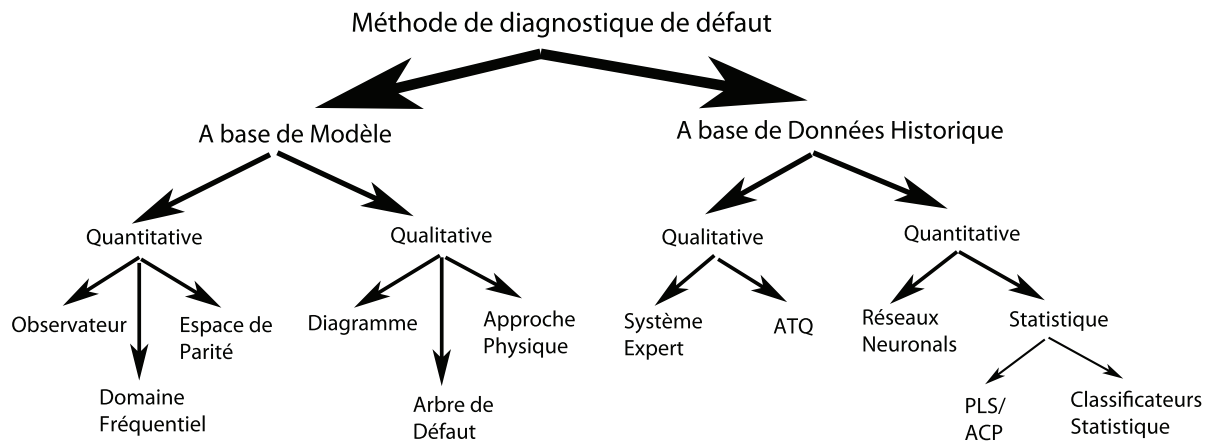 Méthode de diagnostique de défaut
A base de Modèle
A base de Données Historique
Quantitative
Qualitative
Qualitative
Quantitative
Observateur
Espace de
Parité
Domaine
Fréquentiel
Diagramme
Approche
Physique
Arbre de
Défaut
Système
Expert
ATQ
Réseaux
Neuronals
Statistique
PLS/
ACP
Classificateurs
Statistique